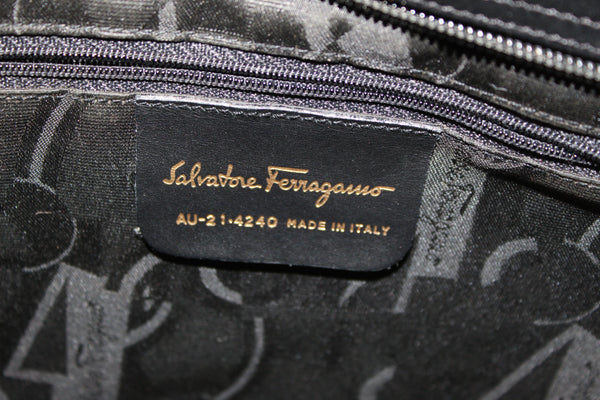 Salvatore Ferragamo
AU-21·4240 MADE IN ITALY